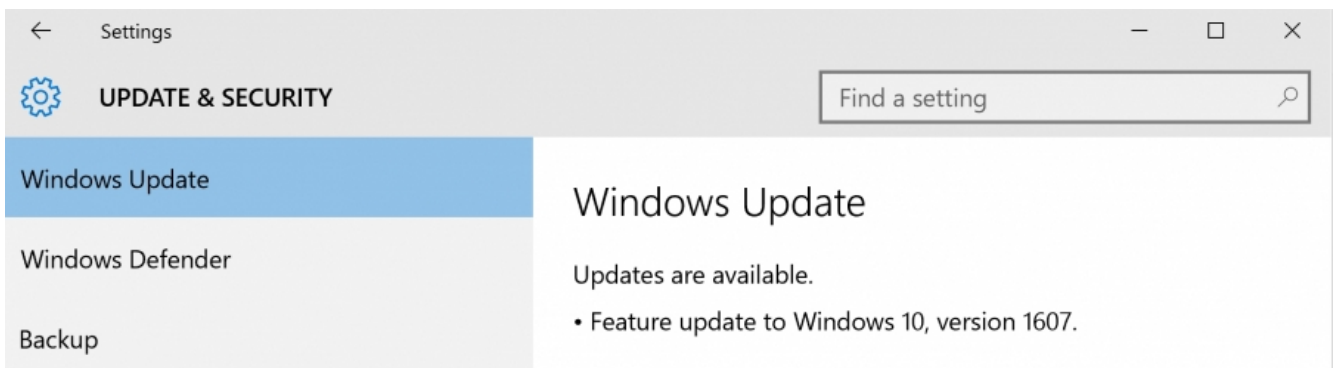 Settings
UPDATE & SECURITY
Find a setting
Windows Update
Windows Defender
Backup
Windows Update
Updates are available.
• Feature update to Windows 10, version 1607.